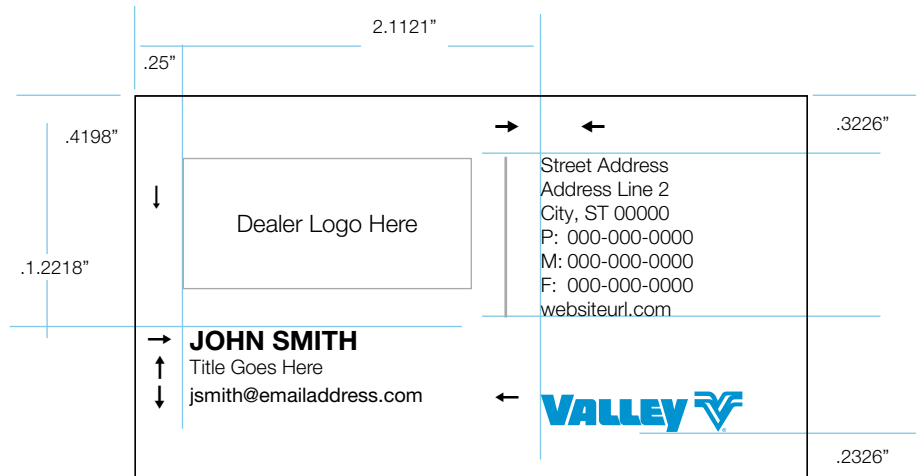 2.1121”
.25”
.4198”
.3226”
Dealer Logo Here
Street Address
Address Line 2
City, ST 00000
P: 000-000-0000
M: 000-000-0000
F: 000-000-0000
websiteurl.com
.1.2218”
JOHN SMITH
Title Goes Here
jsmith@emailaddress.com
VALLEY ®
.2326”